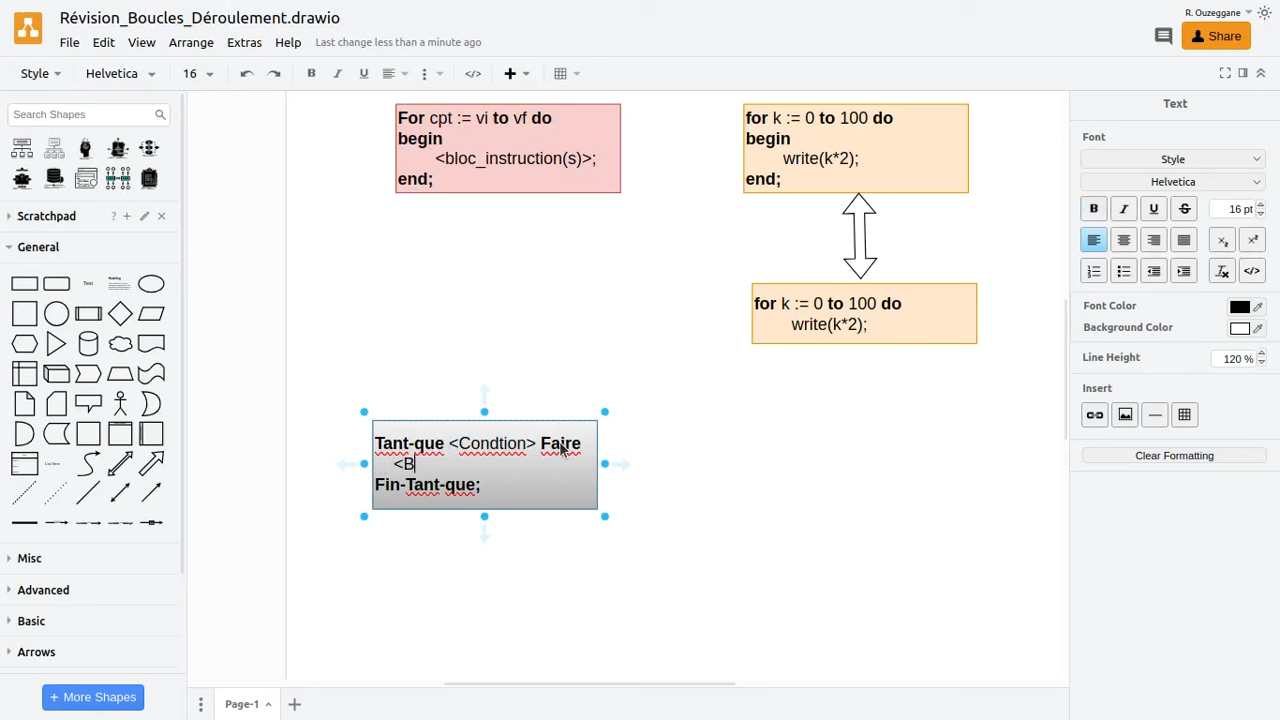 Révision_Boucles_Déroulement.drawio
R. Ouzeggane
File Edit View Arrange Extras Help Last change less than a minute ago
Share
Style Helvetica 16
Search Shapes
Scratchpad
General
Text
Heading
List Item
Misc
Advanced
Basic
Arrows
+ More Shapes
For cpt := vi to vf do
begin
<bloc_instruction(s)>;
end;
for k := 0 to 100 do
begin
write(k*2);
end;
for k := 0 to 100 do
write(k*2);
Tant-que <Condtion> Faire
<B
Fin-Tant-que;
Page-1
Text
Font
Style
Helvetica
B I U S 16 pt
Font Color
Background Color
Line Height 120 %
Insert
Clear Formatting